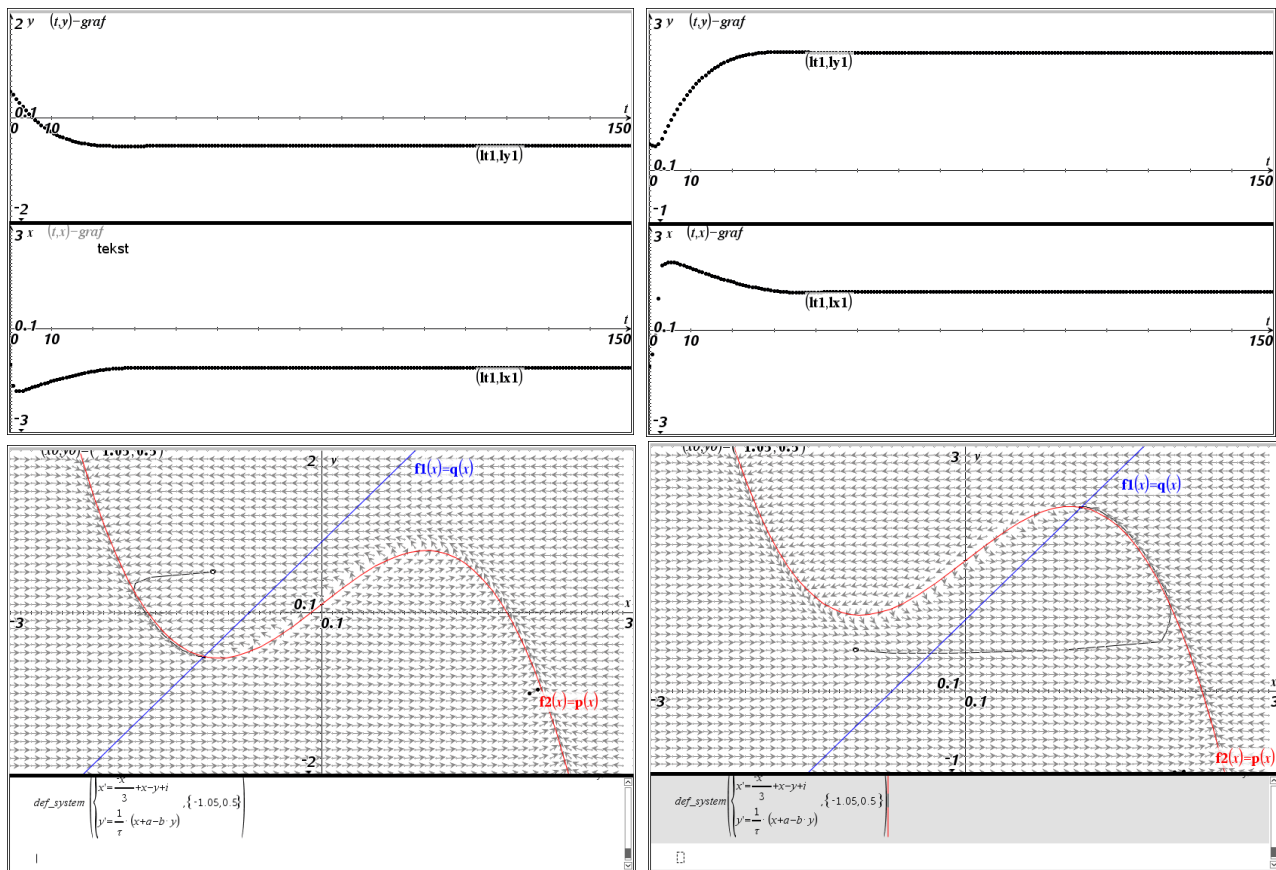 2 y (t,y)-graf
0.1 t
0 10 150
(lt1,ly1)
-2
3 x (t,x)-graf
tekst
0.1 t
0 10 150
(lt1,lx1)
-3
3 y (t,y)-graf
(lt1,ly1)
0.1 t
0 10 150
-1
3 x (t,x)-graf
(lt1,lx1)
0.1 t
0 10 150
-3
2 y
f1(x)=q(x)
0.1 x
-3 0.1 3
f2(x)=p(x)
-2
def_system ({x'=-x/3+x-y+i
y'=1/τ·(x+a-b·y) ,{-1.05,0.5})
3 y
f1(x)=q(x)
0.1 x
-3 0.1 3
f2(x)=p(x)
-1
def_system ({x'=-x/3+x-y+i
y'=1/τ·(x+a-b·y) ,{-1.05,0.5})